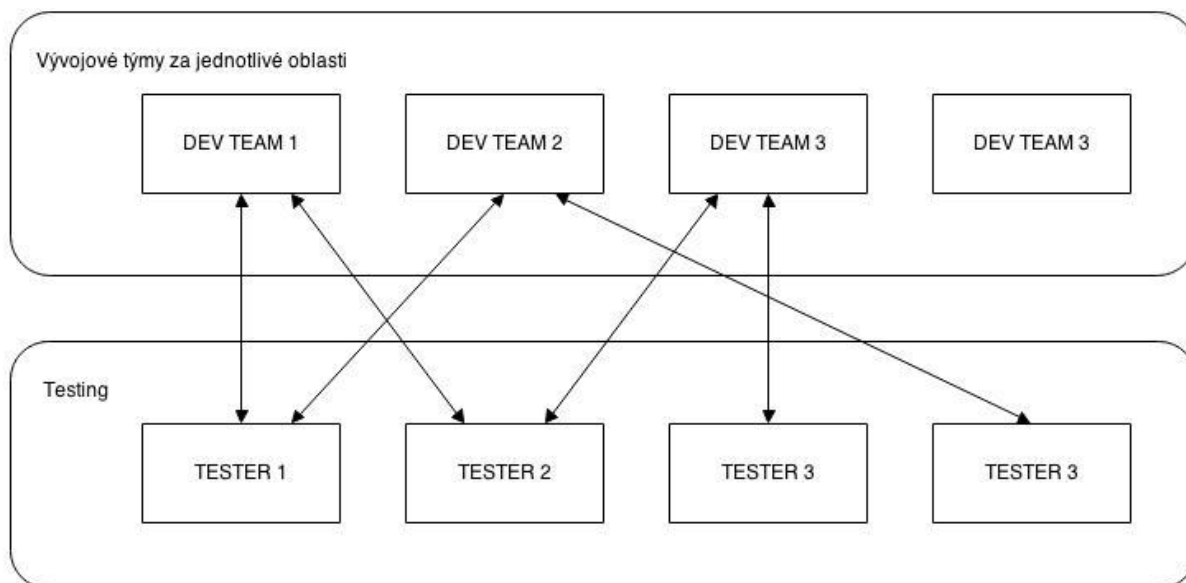 Vývojové týmy za jednotlivé oblasti
DEV TEAM 1
DEV TEAM 2
DEV TEAM 3
DEV TEAM 3
Testing
TESTER 1
TESTER 2
TESTER 3
TESTER 3